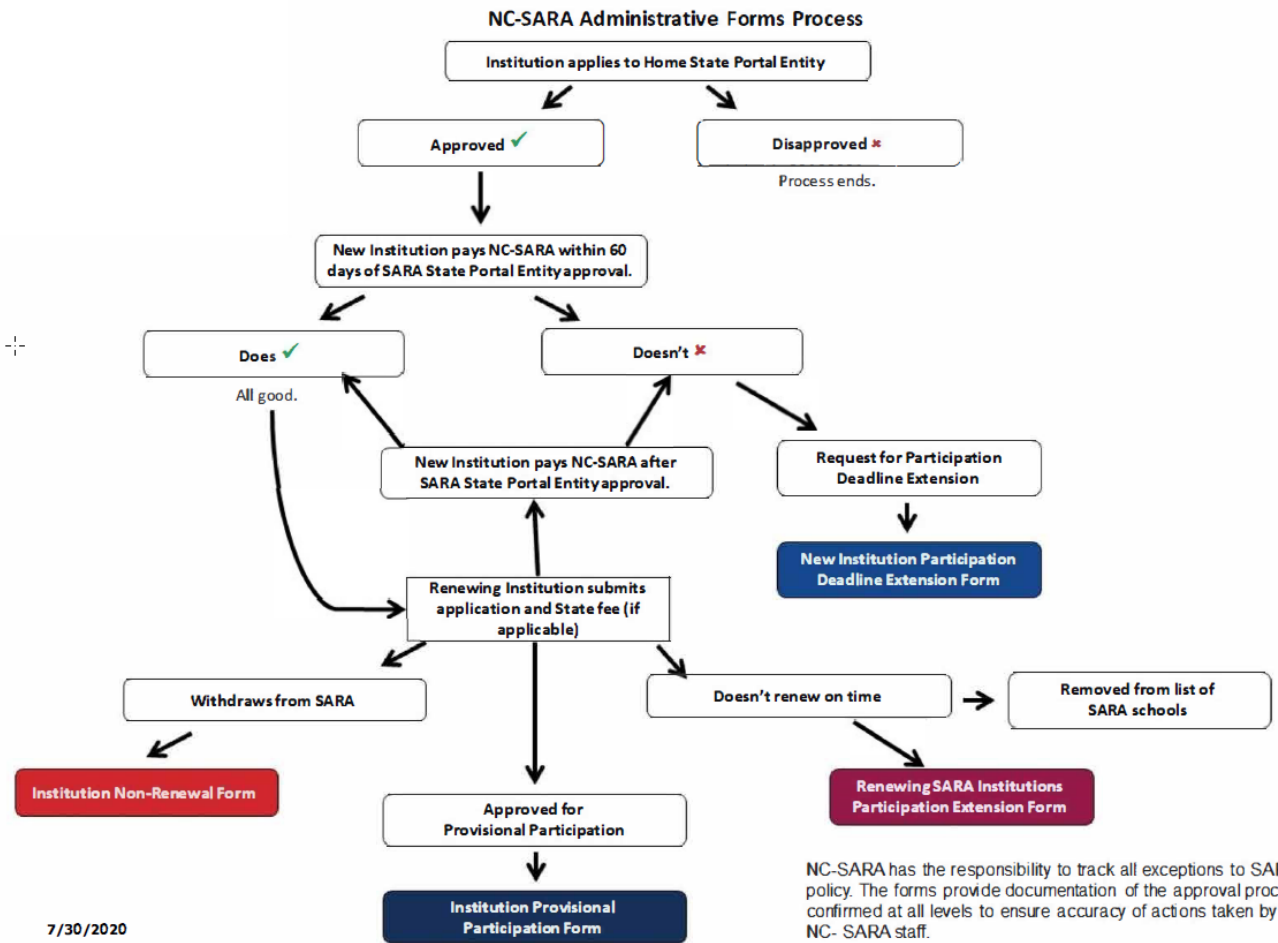 NC-SARA Administrative Forms Process
Institution applies to Home State Portal Entity
Approved ✓
Disapproved ✗
Process ends.
New Institution pays NC-SARA within 60
days of SARA State Portal Entity approval.
Does ✓
Doesn't ✗
All good.
New Institution pays NC-SARA after
SARA State Portal Entity approval.
Request for Participation
Deadline Extension
New Institution Participation
Deadline Extension Form
Renewing Institution submits
application and State fee (if
applicable)
Withdraws from SARA
Doesn't renew on time
Removed from list of
SARA schools
Institution Non-Renewal Form
Approved for
Provisional Participation
Renewing SARA Institutions
Participation Extension Form
Institution Provisional
Participation Form
NC-SARA has the responsibility to track all exceptions to SA
policy. The forms provide documentation of the approval proc
confirmed at all levels to ensure accuracy of actions taken by
NC- SARA staff.
7/30/2020